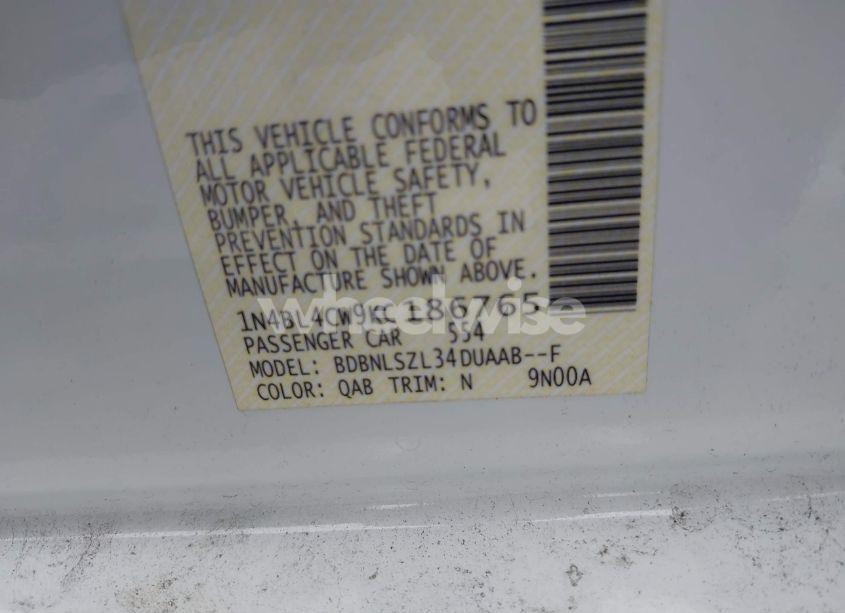 THIS VEHICLE CONFORMS TO
ALL APPLICABLE FEDERAL
MOTOR VEHICLE SAFETY,
BUMPER, AND THEFT
PREVENTION STANDARDS IN
EFFECT ON THE DATE OF
MANUFACTURE SHOWN ABOVE.
1N4BL4CW9KC186765
PASSENGER CAR 554
MODEL: BDBNLSZL34DUAAB--F
COLOR: QAB TRIM: N 9N00A
wheelwise